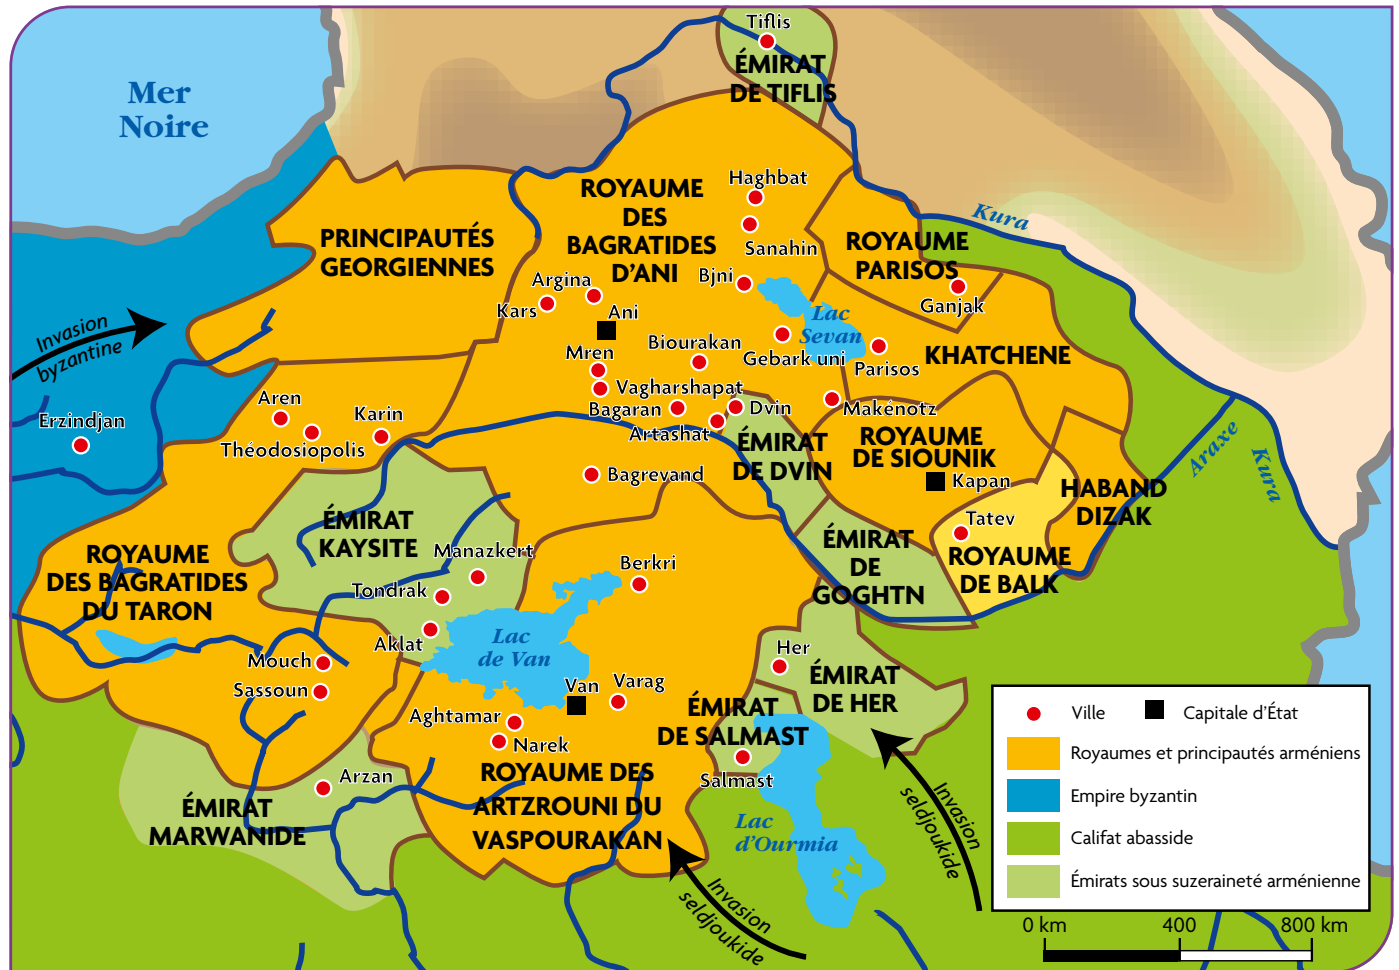 Tiflis
ÉMIRAT
DE TIFLIS
Mer
Noire
Haghbat
ROYAUME
DES
BAGRATIDES
D'ANI
Kura
Sanahin
PRINCIPAUTÉS
GEORGIENNES
ROYAUME
PARISOS
Argina
Bjni
Kars
Ani
Ganjak
Lac
Sevan
Invasion
byzantine
Mren
Biourakan
Gebark uni
Parisos
KHATCHENE
Vagharshapat
Aren
Karin
Bagaran
Dvin
Makénotz
Erzindjan
Théodosiopolis
Artashat
ÉMIRAT
DE DVIN
ROYAUME
DE SIOUNIK
Araxe
Kura
Bagrevand
Kapan
HABAND
DIZAK
ÉMIRAT
KAYSITE
Tatev
ROYAUME
DE BALK
ROYAUME
DES BAGRATIDES
DU TARON
Manazkert
ÉMIRAT
DE
GOGHTN
Berkri
Tondrak
Aklat
Lac
de Van
Mouch
Her
ÉMIRAT
DE HER
Sassoun
Van
Varag
Aghtamar
Narek
ÉMIRAT
DE SALMAST
Salmast
Arzan
ROYAUME DES
ARTZROUNI DU
VASPOURAKAN
ÉMIRAT
MARWANIDE
Lac
d'Ourmia
Invasion
seldjoukide
Invasion
seldjoukide
Ville
Capitale d'État
Royaumes et principautés arméniens
Empire byzantin
Califat abasside
Émirats sous suzeraineté arménienne
0 km
400
800 km